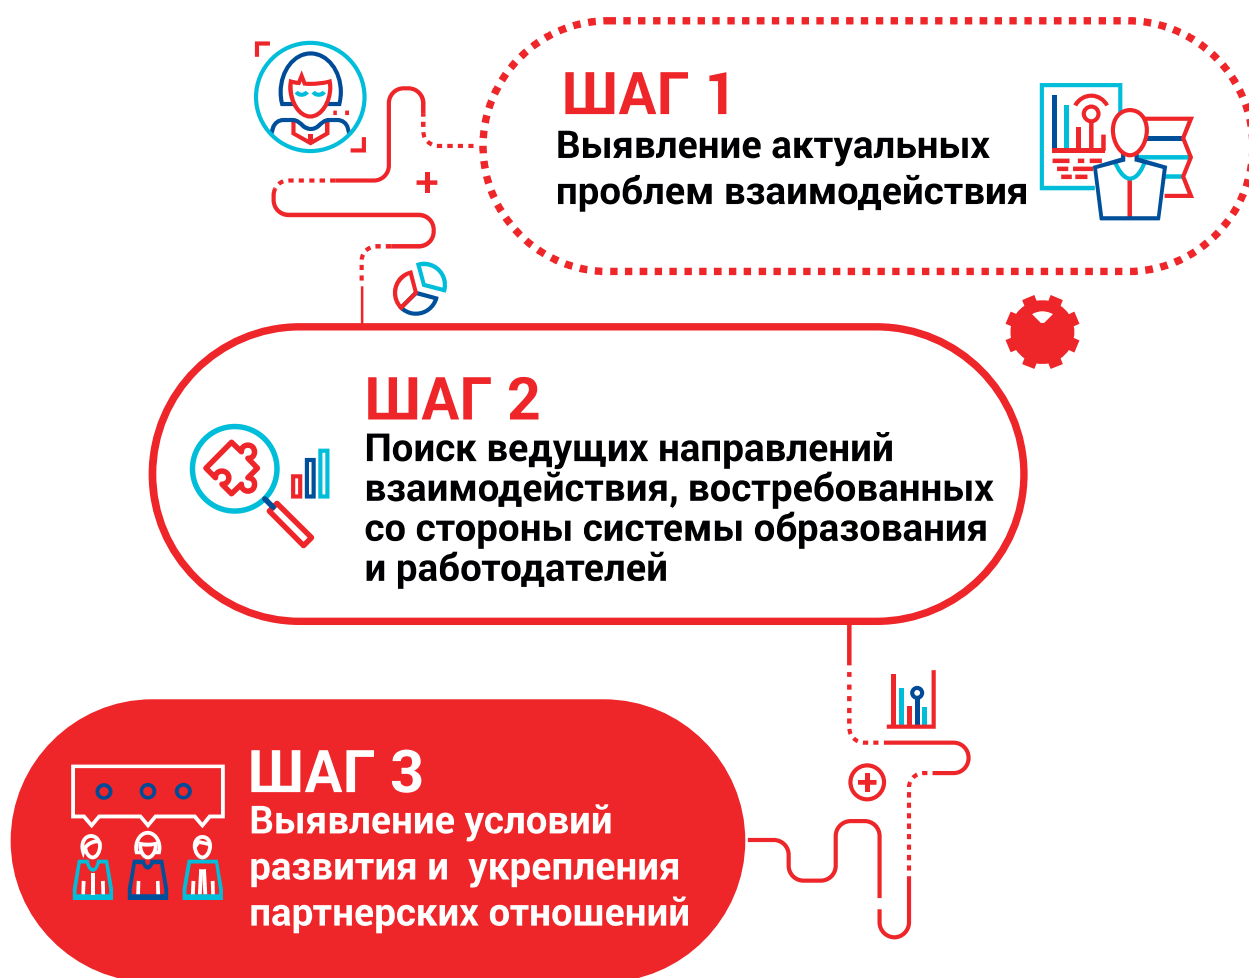 ШАГ 1
Выявление актуальных
проблем взаимодействия
ШАГ 2
Поиск ведущих направлений
взаимодействия, востребованных
со стороны системы образования
и работодателей
ШАГ 3
Выявление условий
развития и укрепления
партнерских отношений